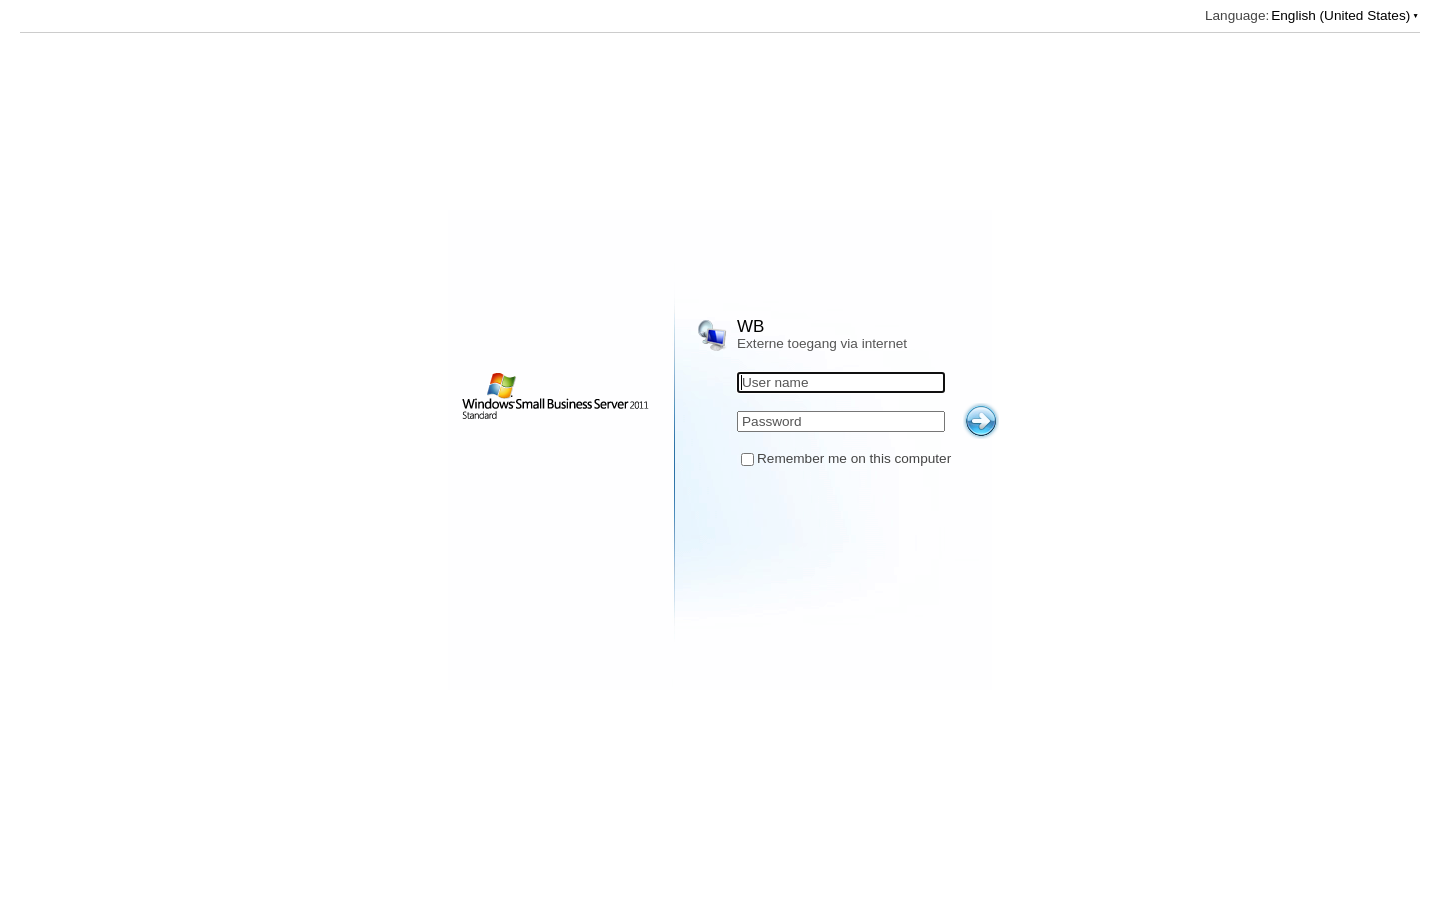 Language: English (United States)
WB
Externe toegang via internet
User name
Windows Small Business Server 2011
Standard
Password
Remember me on this computer